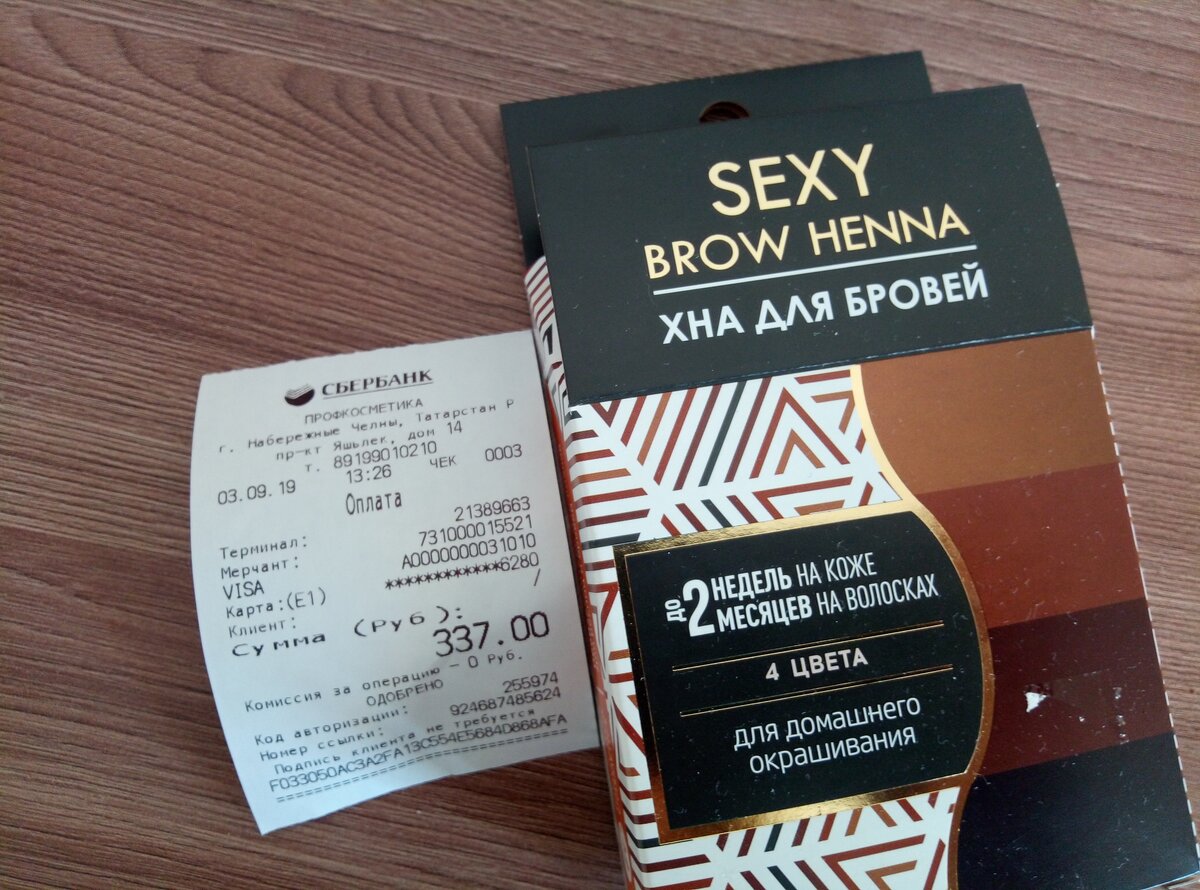 СБЕРБАНК
ПРОФКОСМЕТИКА
г. Набережные Челны, Татарстан Р
пр-кт Яшьлек, дом 14
т. 89199010210
03.09.19 13:26 ЧЕК 0003
Оплата
Терминал: 21389663
Мерчант: 731000015521
VISA A0000000031010
Карта:(E1) ************6280
Клиент: /
Сумма (Руб):
337.00
Комиссия за операцию - 0 Руб.
ОДОБРЕНО
Код авторизации: 255974
Номер ссылки: 924687485624
Подпись клиента не требуется
F033050AC3A2FA13C554E5684D868AFA
==============================
SEXY
BROW HENNA
ХНА ДЛЯ БРОВЕЙ
ДО 2 НЕДЕЛЬ НА КОЖЕ
МЕСЯЦЕВ НА ВОЛОСКАХ
4 ЦВЕТА
для домашнего
окрашивания